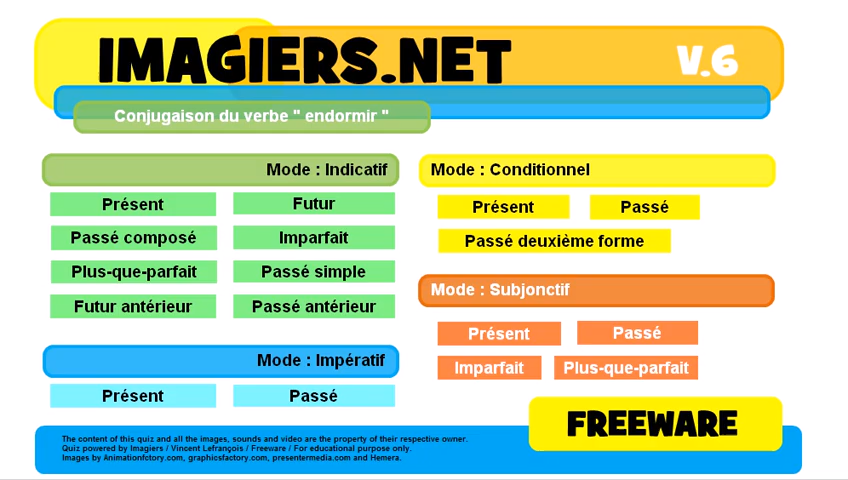 IMAGIERS.NET
V.6
Conjugaison du verbe " endormir "
Mode : Indicatif
Présent
Futur
Passé composé
Imparfait
Plus-que-parfait
Passé simple
Futur antérieur
Passé antérieur
Mode : Impératif
Présent
Passé
Mode : Conditionnel
Présent
Passé
Passé deuxième forme
Mode : Subjonctif
Présent
Passé
Imparfait
Plus-que-parfait
FREEWARE
The content of this quiz and all the images, sounds and video are the property of their respective owner.
Quiz powered by Imagiers / Vincent Lefrançois / Freeware / For educational purpose only.
Images by Animationfctory.com, graphicsfactory.com, presentermedia.com and Hemera.